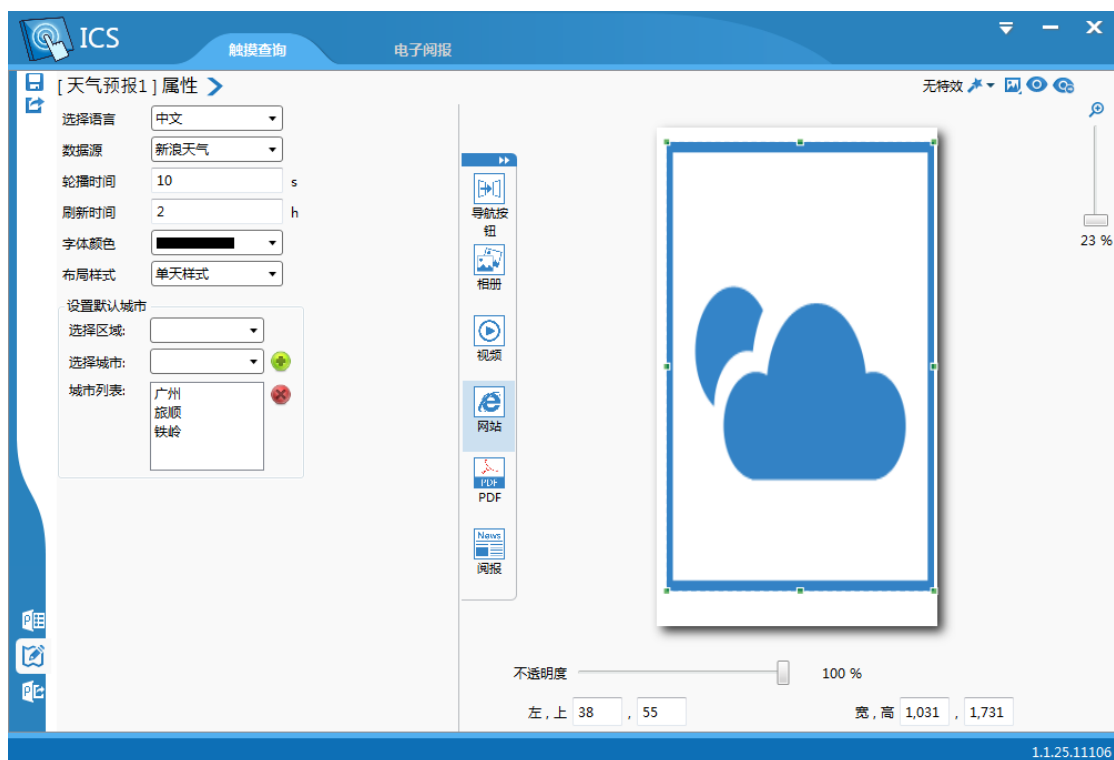 ICS
触摸查询
电子阅报
[ 天气预报1 ] 属性
无特效
选择语言 中文
数据源 新浪天气
轮播时间 10 s
刷新时间 2 h
字体颜色
布局样式 单天样式
设置默认城市
选择区域:
选择城市:
城市列表:
广州
旅顺
铁岭
导航按
钮
相册
视频
网站
PDF
PDF
News
阅报
23 %
不透明度 100 %
左 , 上 38 , 55
宽 , 高 1,031 , 1,731
1.1.25.11106